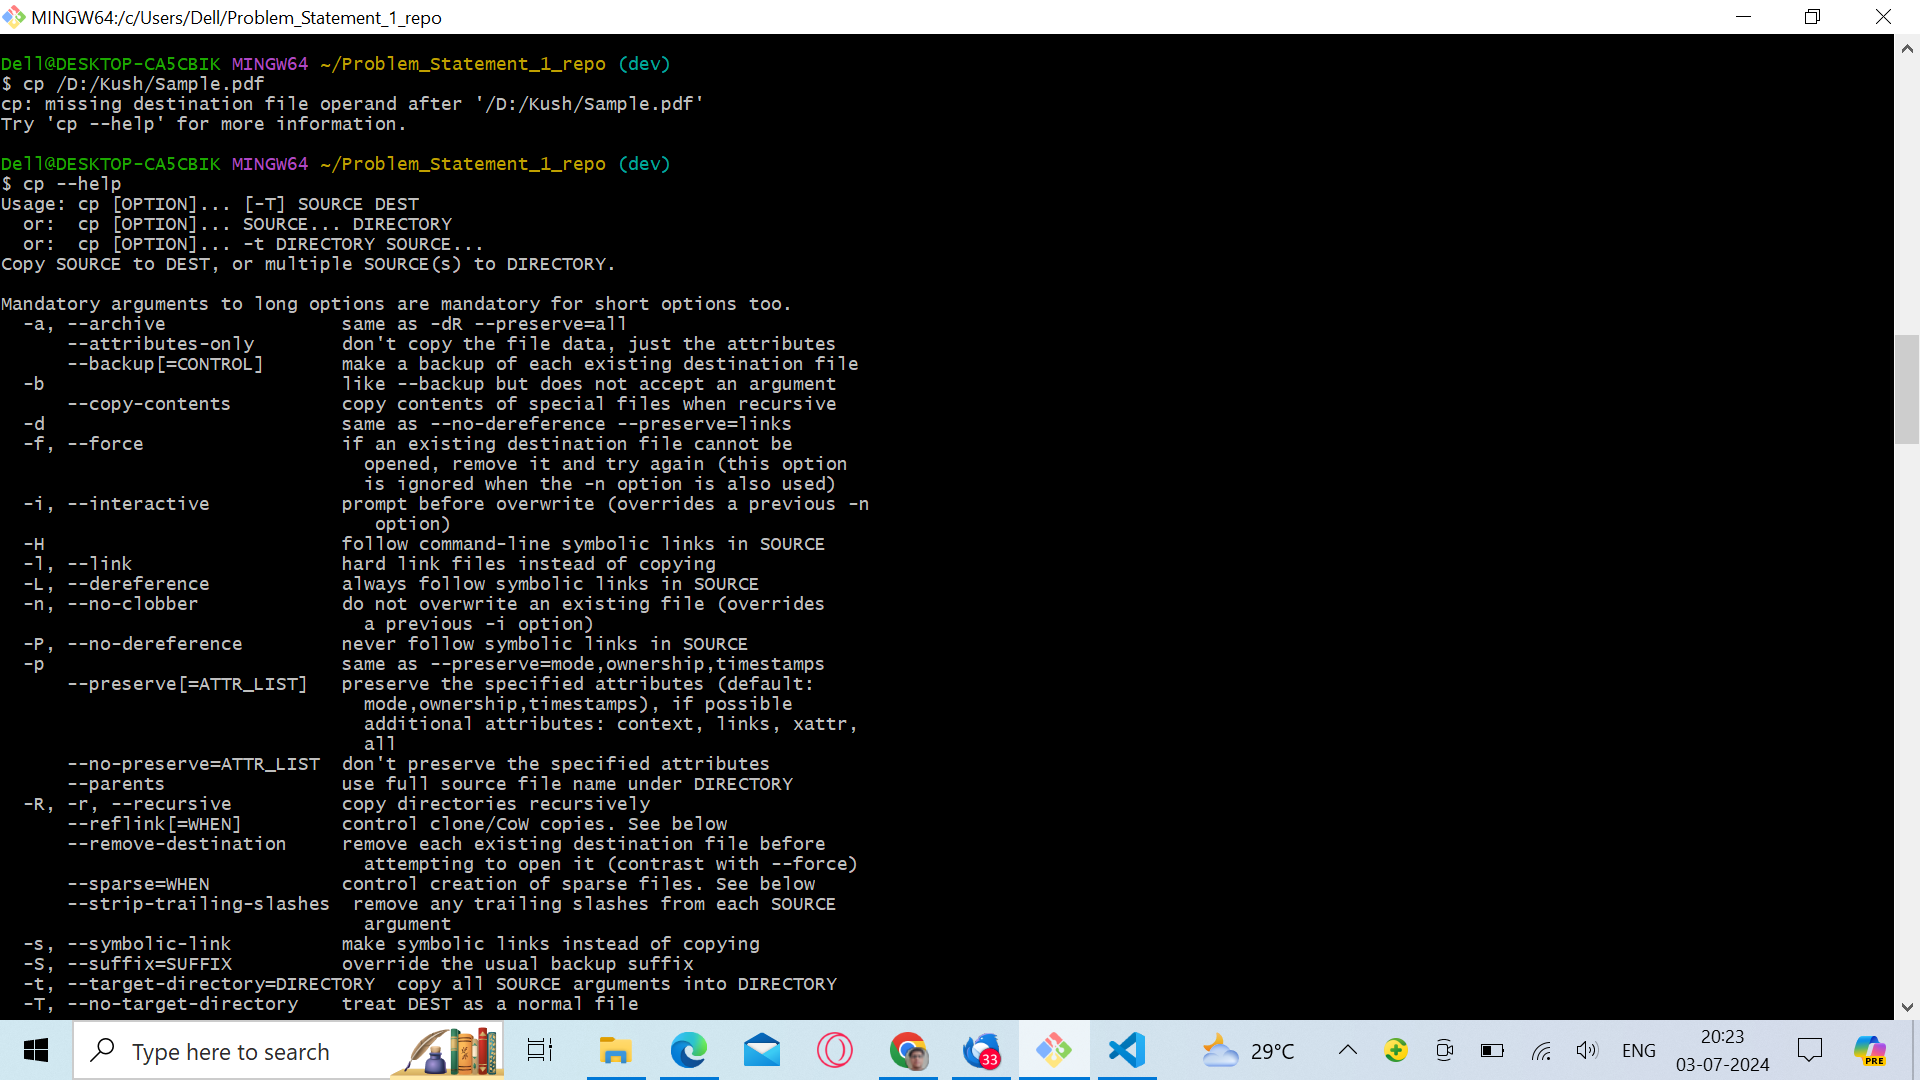 MINGW64:/c/Users/Dell/Problem_Statement_1_repo
Dell@DESKTOP-CA5CBIK MINGW64 ~/Problem_Statement_1_repo (dev)
$ cp /D:/Kush/Sample.pdf
cp: missing destination file operand after '/D:/Kush/Sample.pdf'
Try 'cp --help' for more information.
Dell@DESKTOP-CA5CBIK MINGW64 ~/Problem_Statement_1_repo (dev)
$ cp --help
Usage: cp [OPTION]... [-T] SOURCE DEST
  or:  cp [OPTION]... SOURCE... DIRECTORY
  or:  cp [OPTION]... -t DIRECTORY SOURCE...
Copy SOURCE to DEST, or multiple SOURCE(s) to DIRECTORY.
Mandatory arguments to long options are mandatory for short options too.
  -a, --archive                same as -dR --preserve=all
      --attributes-only        don't copy the file data, just the attributes
      --backup[=CONTROL]       make a backup of each existing destination file
  -b                           like --backup but does not accept an argument
      --copy-contents          copy contents of special files when recursive
  -d                           same as --no-dereference --preserve=links
  -f, --force                  if an existing destination file cannot be
                                 opened, remove it and try again (this option
                                 is ignored when the -n option is also used)
  -i, --interactive            prompt before overwrite (overrides a previous -n
                                  option)
  -H                           follow command-line symbolic links in SOURCE
  -l, --link                   hard link files instead of copying
  -L, --dereference            always follow symbolic links in SOURCE
  -n, --no-clobber             do not overwrite an existing file (overrides
                                 a previous -i option)
  -P, --no-dereference         never follow symbolic links in SOURCE
  -p                           same as --preserve=mode,ownership,timestamps
      --preserve[=ATTR_LIST]   preserve the specified attributes (default:
                                 mode,ownership,timestamps), if possible
                                 additional attributes: context, links, xattr,
                                 all
      --no-preserve=ATTR_LIST  don't preserve the specified attributes
      --parents                use full source file name under DIRECTORY
  -R, -r, --recursive          copy directories recursively
      --reflink[=WHEN]         control clone/CoW copies. See below
      --remove-destination     remove each existing destination file before
                                 attempting to open it (contrast with --force)
      --sparse=WHEN            control creation of sparse files. See below
      --strip-trailing-slashes  remove any trailing slashes from each SOURCE
                                 argument
  -s, --symbolic-link          make symbolic links instead of copying
  -S, --suffix=SUFFIX          override the usual backup suffix
  -t, --target-directory=DIRECTORY  copy all SOURCE arguments into DIRECTORY
  -T, --no-target-directory    treat DEST as a normal file
Type here to search
33
29°C
ENG
20:23
03-07-2024
PRE